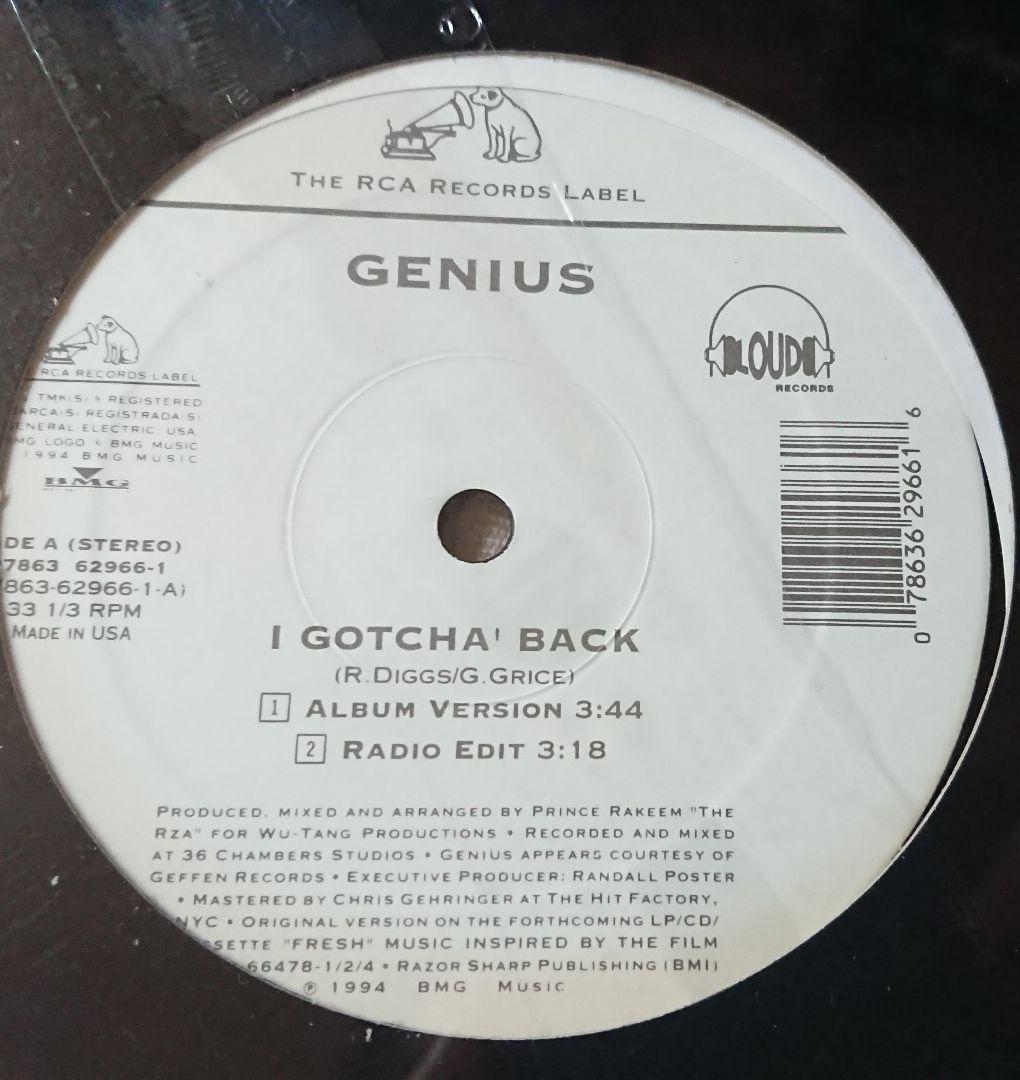 THE RCA RECORDS LABEL
GENIUS
LOUD
RECORDS
RCA RECORDS LABEL
TMK(S) ® REGISTERED
ARCA(S) REGISTRADA(S)
ENERAL ELECTRIC, USA
MG LOGO ® BMG MUSIC
1994 BMG MUSIC
BMG
DE A (STEREO)
7863 62966-1
863-62966-1-A)
33 1/3 RPM
MADE IN USA
0 78636 29661 6
I GOTCHA' BACK
(R.DIGGS/G.GRICE)
1 ALBUM VERSION 3:44
2 RADIO EDIT 3:18
PRODUCED, MIXED AND ARRANGED BY PRINCE RAKEEM "THE
RZA" FOR WU-TANG PRODUCTIONS • RECORDED AND MIXED
AT 36 CHAMBERS STUDIOS • GENIUS APPEARS COURTESY OF
GEFFEN RECORDS • EXECUTIVE PRODUCER: RANDALL POSTER
• MASTERED BY CHRIS GEHRINGER AT THE HIT FACTORY,
NYC • ORIGINAL VERSION ON THE FORTHCOMING LP/CD/
SSETTE "FRESH" MUSIC INSPIRED BY THE FILM
66478-1/2/4 • RAZOR SHARP PUBLISHING (BMI)
℗ 1994 BMG MUSIC